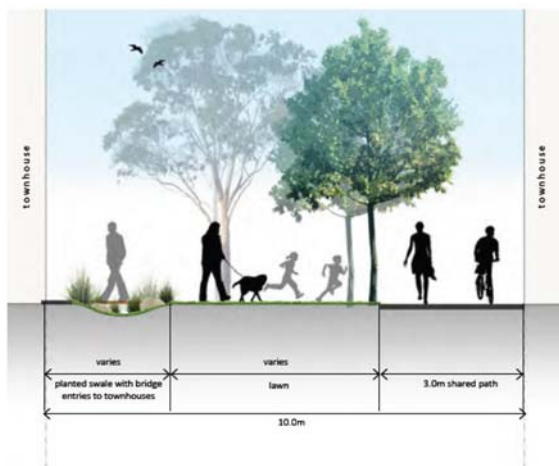 townhouse
townhouse
varies
varies
planted swale with bridge
entries to townhouses
lawn
3.0m shared path
10.0m